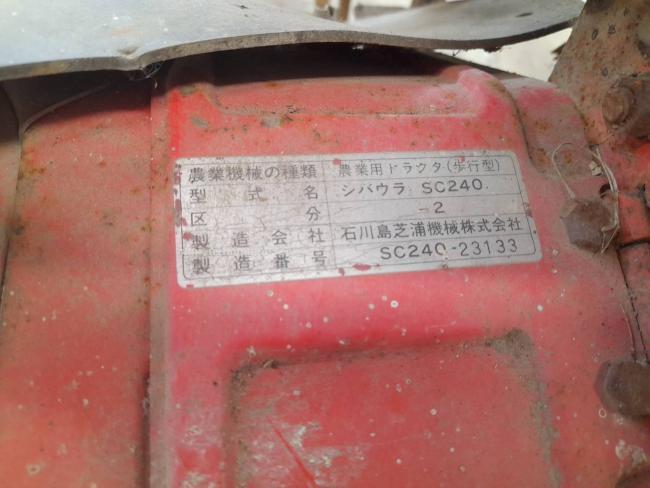 農業機械の種類 農業用トラクタ(歩行型)
型式名 シバウラ SC240
区分 -2
製造会社 石川島芝浦機械株式会社
製造番号 SC240-23133